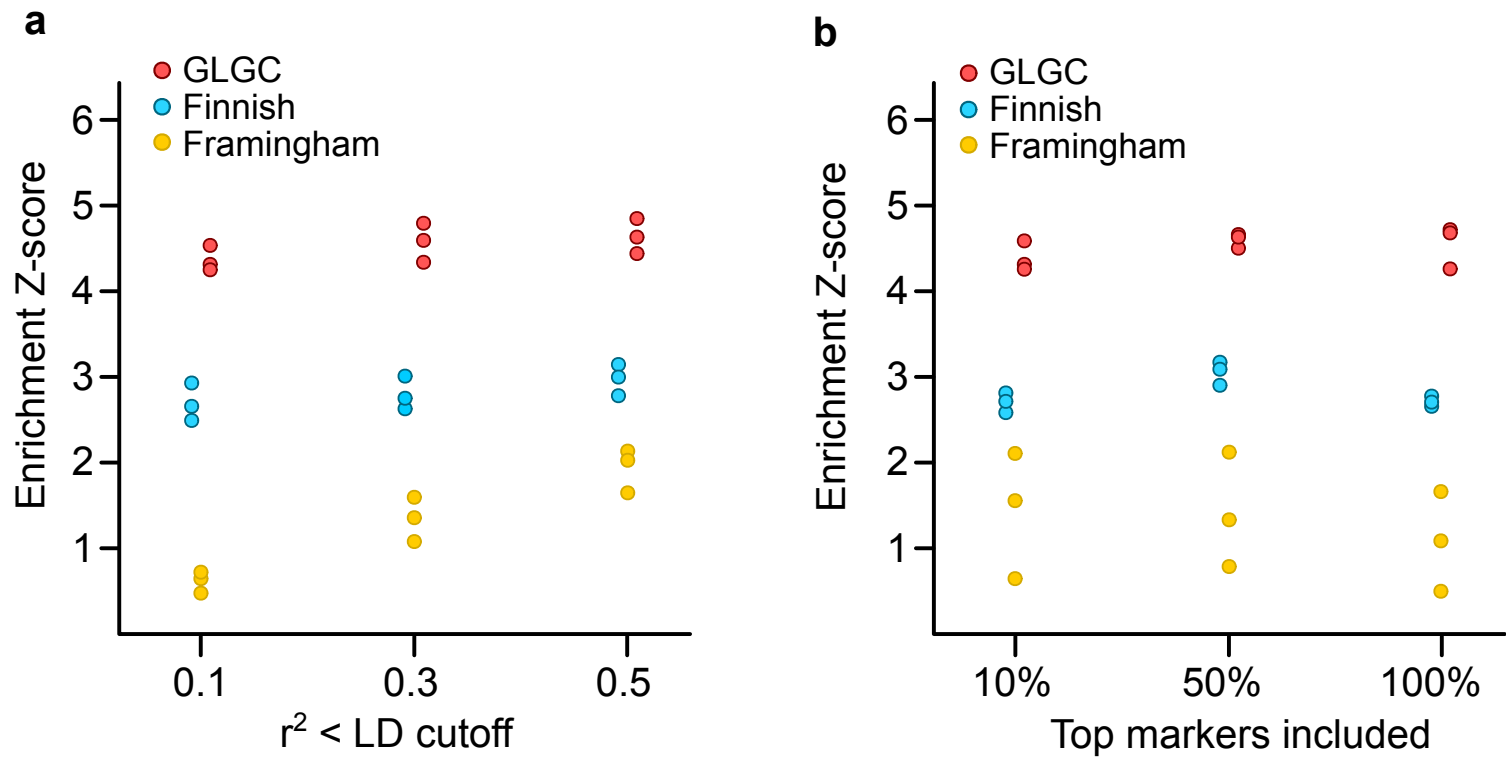 a
GLGC
Finnish
Framingham
Enrichment Z-score
6
5
4
3
2
1
0.1 0.3 0.5
r² < LD cutoff
b
GLGC
Finnish
Framingham
Enrichment Z-score
6
5
4
3
2
1
10% 50% 100%
Top markers included